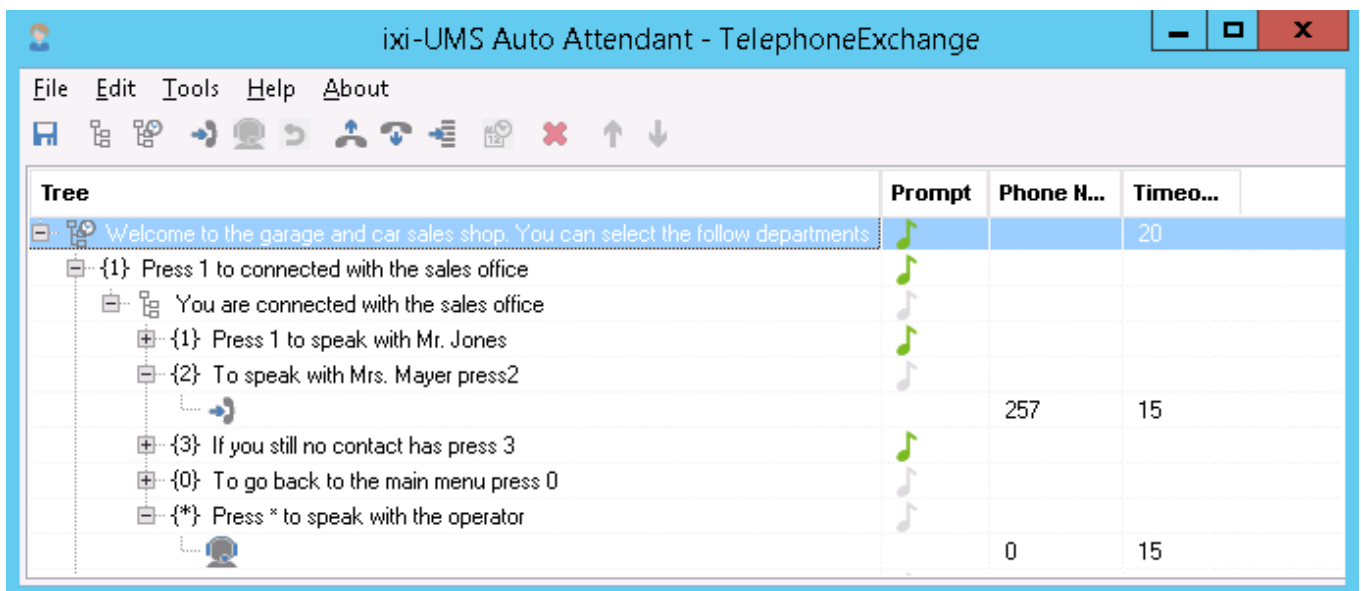 ixi-UMS Auto Attendant - TelephoneExchange
File Edit Tools Help About
Tree Prompt Phone N... Timeo...
Welcome to the garage and car sales shop. You can select the follow departments 20
{1} Press 1 to connected with the sales office
You are connected with the sales office
{1} Press 1 to speak with Mr. Jones
{2} To speak with Mrs. Mayer press2
257 15
{3} If you still no contact has press 3
{0} To go back to the main menu press 0
{*} Press * to speak with the operator
0 15